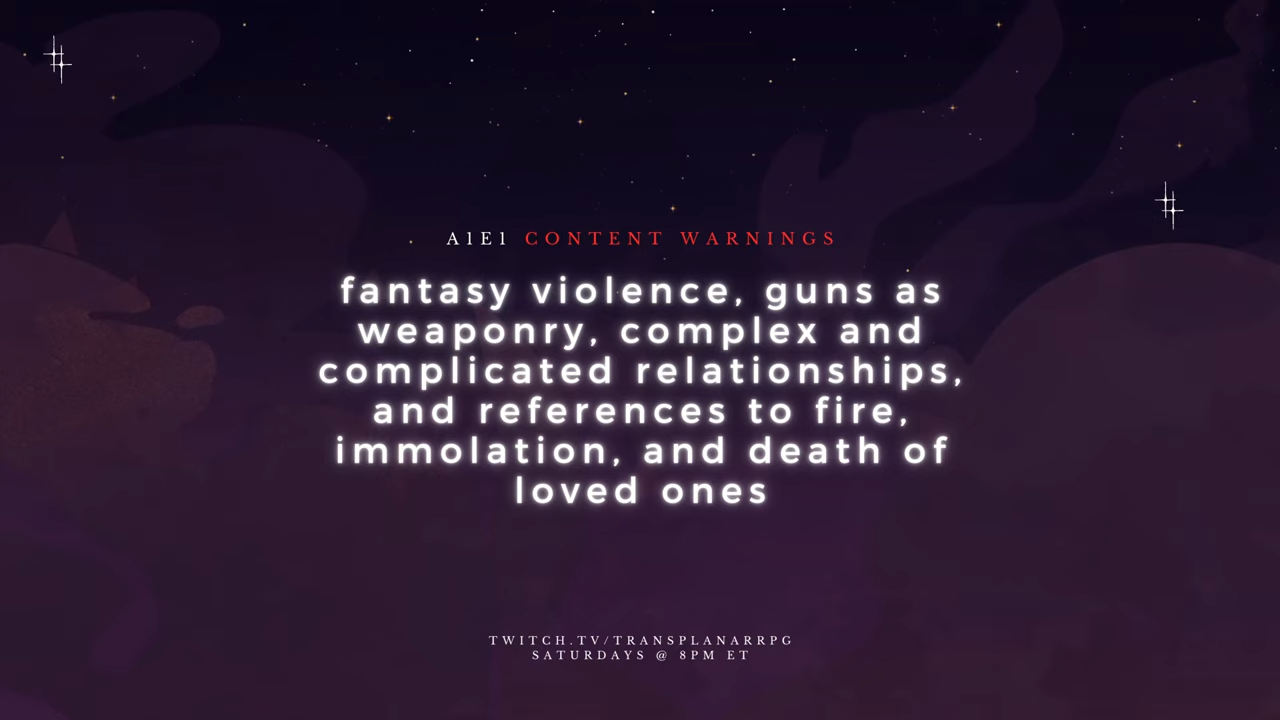 A1E1 CONTENT WARNINGS
fantasy violence, guns as
weaponry, complex and
complicated relationships,
and references to fire,
immolation, and death of
loved ones
TWITCH.TV/TRANSPLANARRPG
SATURDAYS @ 8PM ET